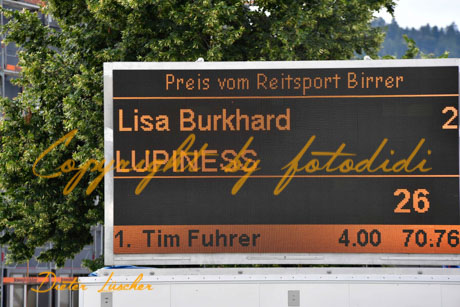 Preis vom Reitsport Birrer
Lisa Burkhard 2
LUPINESS
Copyright by fotodidi
26
1. Tim Fuhrer 4.00 70.76
Dieter Lüscher